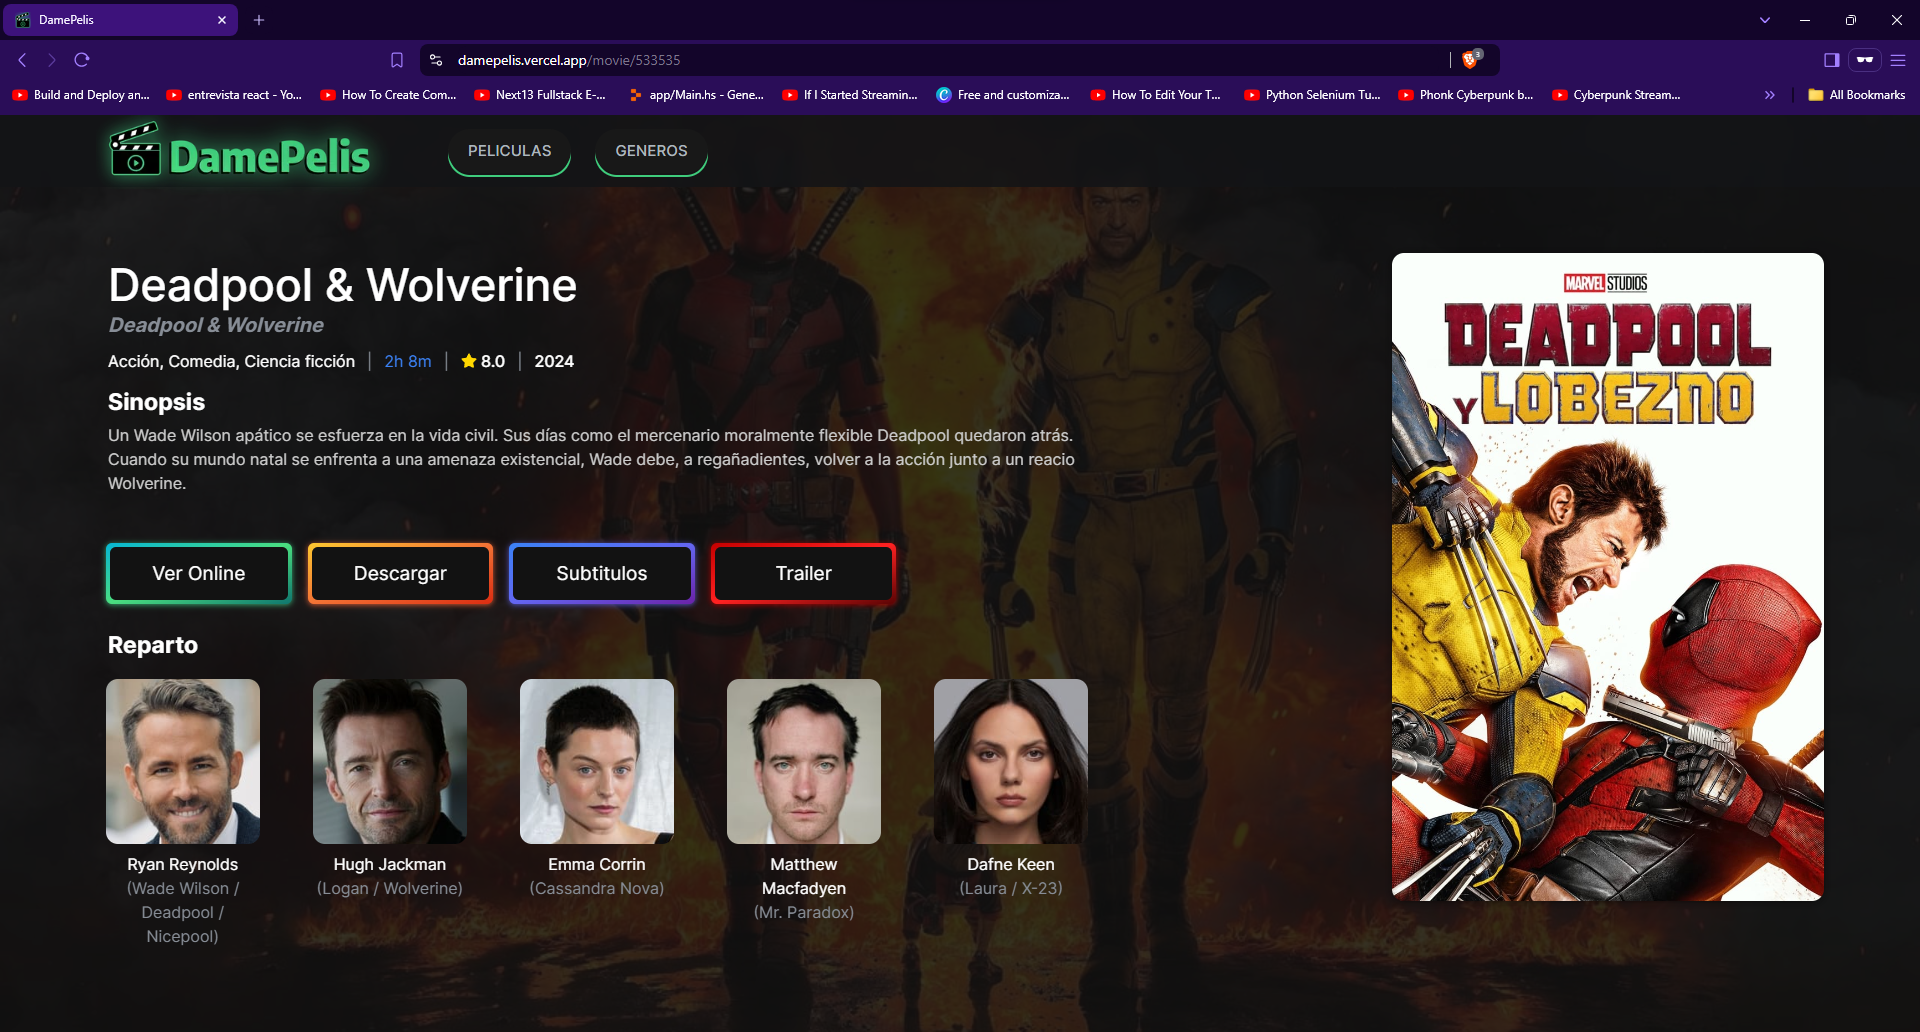 DamePelis
damepelis.vercel.app/movie/533535
3
Build and Deploy an...
entrevista react - Yo...
How To Create Com...
Next13 Fullstack E-...
app/Main.hs - Gene...
If I Started Streamin...
Free and customiza...
How To Edit Your T...
Python Selenium Tu...
Phonk Cyberpunk b...
Cyberpunk Stream...
All Bookmarks
DamePelis
PELICULAS
GENEROS
Deadpool & Wolverine
Deadpool & Wolverine
Acción, Comedia, Ciencia ficción | 2h 8m | 8.0 | 2024
Sinopsis
Un Wade Wilson apático se esfuerza en la vida civil. Sus días como el mercenario moralmente flexible Deadpool quedaron atrás.
Cuando su mundo natal se enfrenta a una amenaza existencial, Wade debe, a regañadientes, volver a la acción junto a un reacio
Wolverine.
Ver Online
Descargar
Subtitulos
Trailer
Reparto
Ryan Reynolds
(Wade Wilson /
Deadpool /
Nicepool)
Hugh Jackman
(Logan / Wolverine)
Emma Corrin
(Cassandra Nova)
Matthew
Macfadyen
(Mr. Paradox)
Dafne Keen
(Laura / X-23)
MARVEL STUDIOS
DEADPOOL
Y LOBEZNO